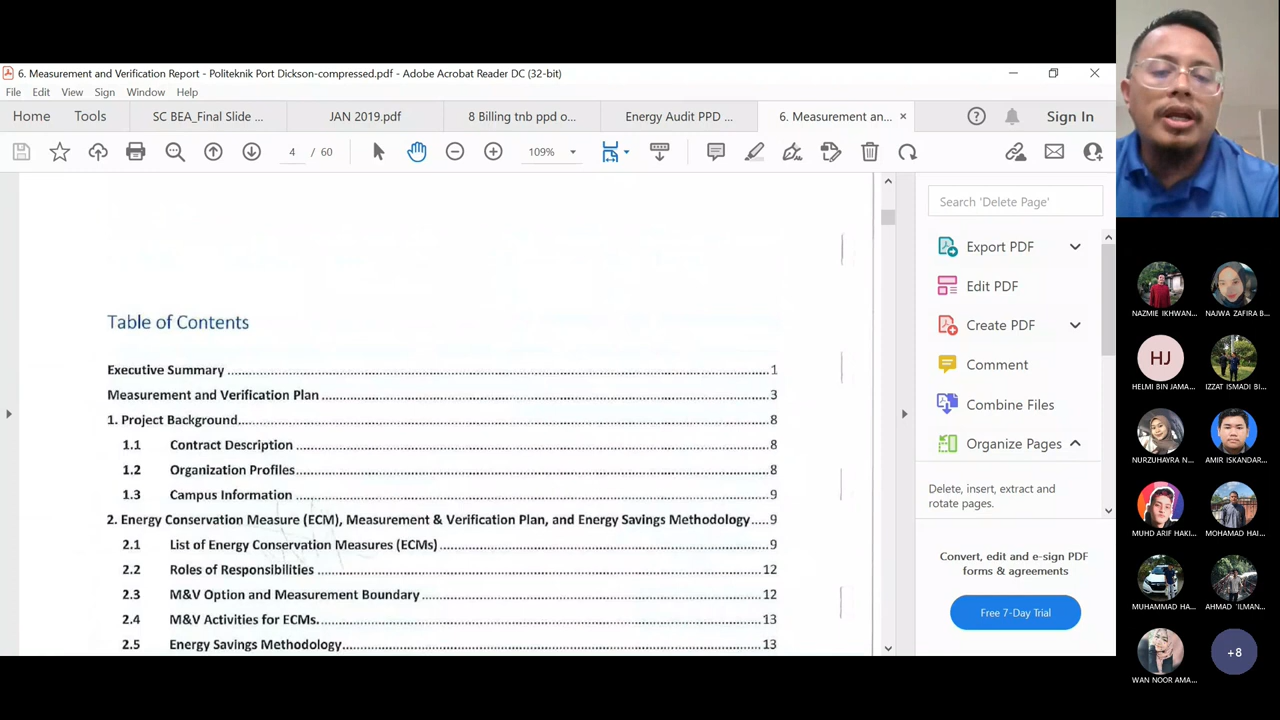 6. Measurement and Verification Report - Politeknik Port Dickson-compressed.pdf - Adobe Acrobat Reader DC (32-bit)
File Edit View Sign Window Help
Home Tools SC BEA_Final Slide ... JAN 2019.pdf 8 Billing tnb ppd o... Energy Audit PPD ... 6. Measurement an... × Sign In
4 / 60 109%
Table of Contents
Executive Summary 1
Measurement and Verification Plan 3
1. Project Background 8
1.1 Contract Description 8
1.2 Organization Profiles 8
1.3 Campus Information 9
2. Energy Conservation Measure (ECM), Measurement & Verification Plan, and Energy Savings Methodology 9
2.1 List of Energy Conservation Measures (ECMs) 9
2.2 Roles of Responsibilities 12
2.3 M&V Option and Measurement Boundary 12
2.4 M&V Activities for ECMs. 13
2.5 Energy Savings Methodology 13
Search 'Delete Page'
Export PDF
Edit PDF
Create PDF
Comment
Combine Files
Organize Pages
Delete, insert, extract and
rotate pages.
Convert, edit and e-sign PDF
forms & agreements
Free 7-Day Trial
NAZMIE IKHWAN... NAJWA ZAFIRA B...
HJ
HELMI BIN JAMA... IZZAT ISMADI BI...
NURZUHAYRA N... AMIR ISKANDAR...
MUHD ARIF HAKI... MOHAMAD HAI...
MUHAMMAD HA... AHMAD 'ILMAN...
+8
WAN NOOR AMA...